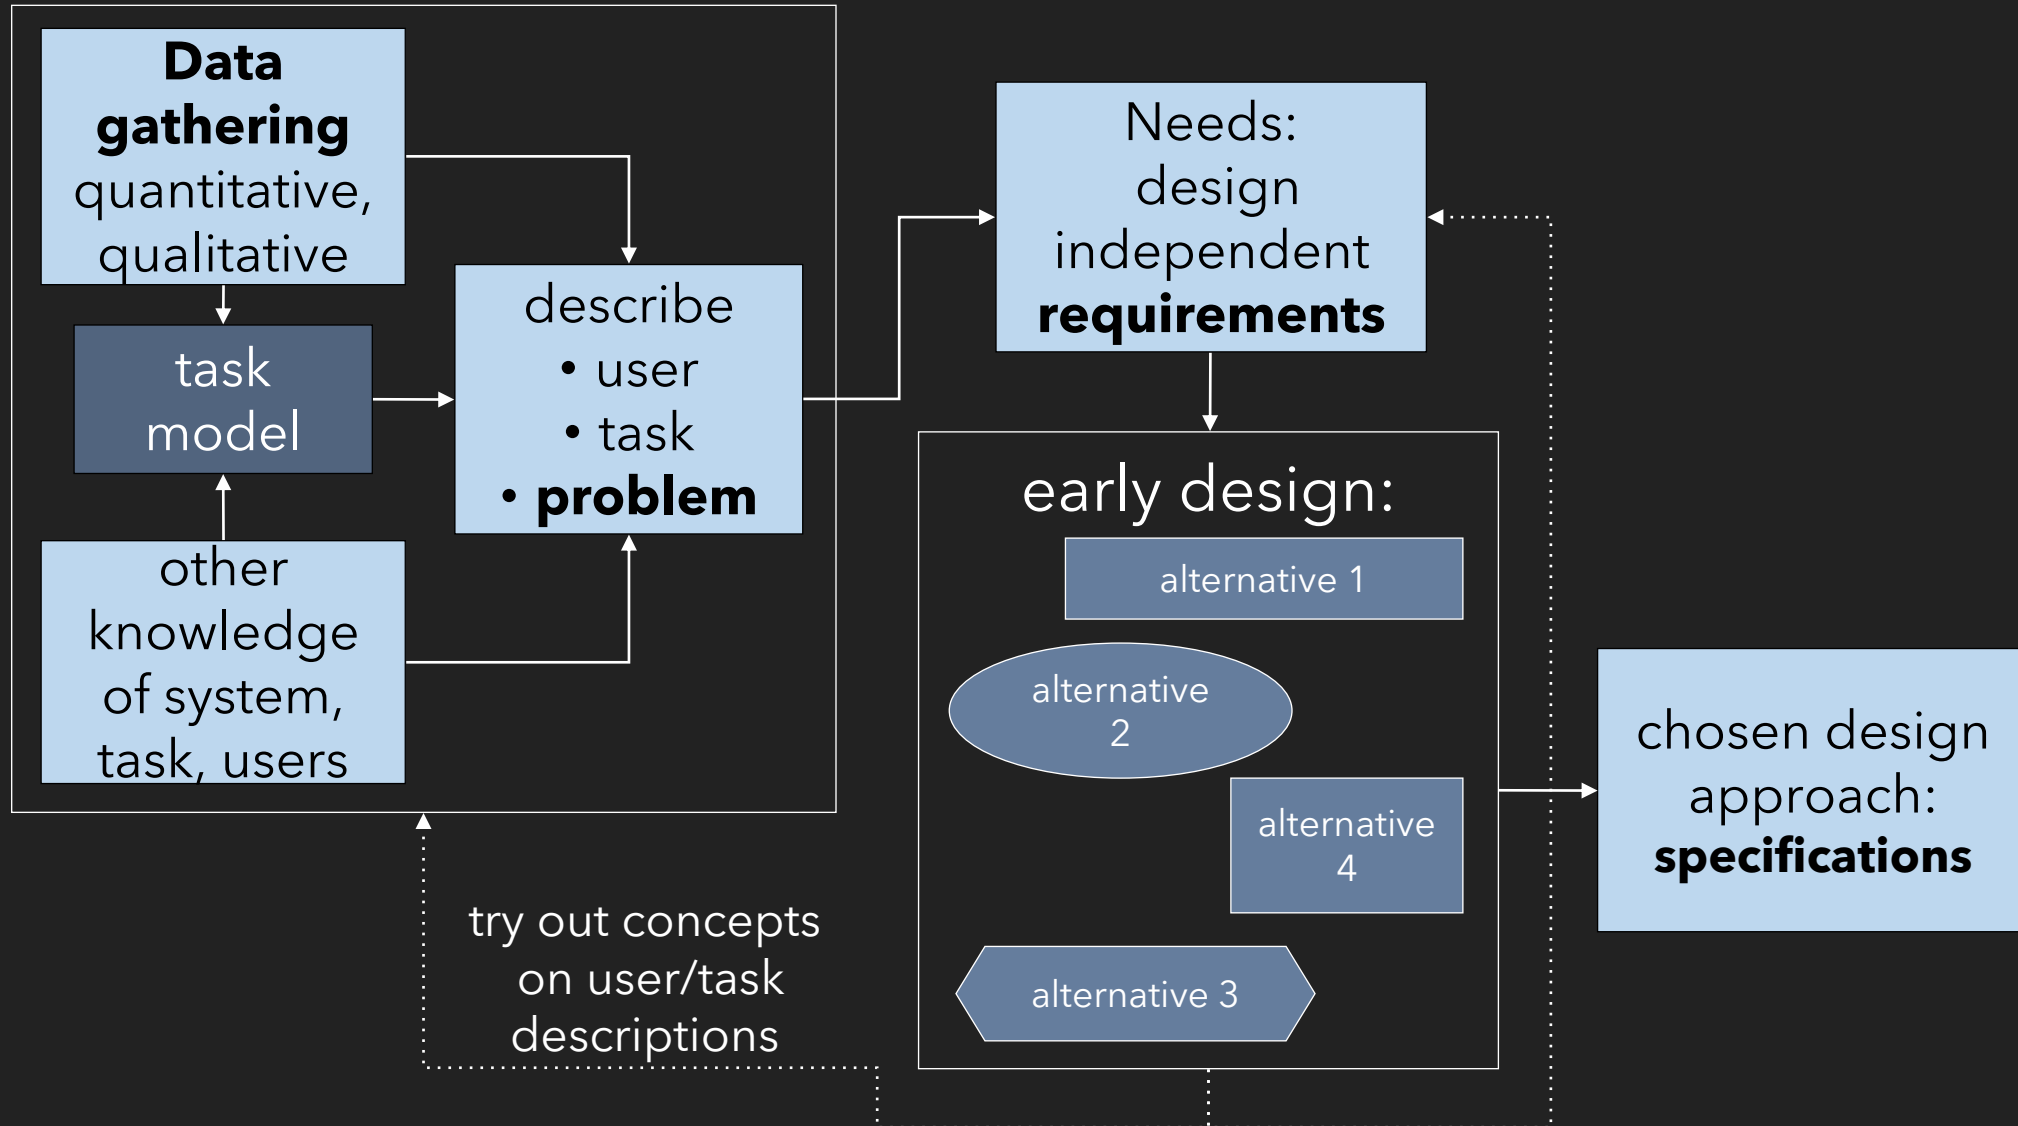 Data
gathering
quantitative,
qualitative
task
model
other
knowledge
of system,
task, users
describe
• user
• task
• problem
Needs:
design
independent
requirements
early design:
alternative 1
alternative
2
alternative
4
alternative 3
chosen design
approach:
specifications
try out concepts
on user/task
descriptions